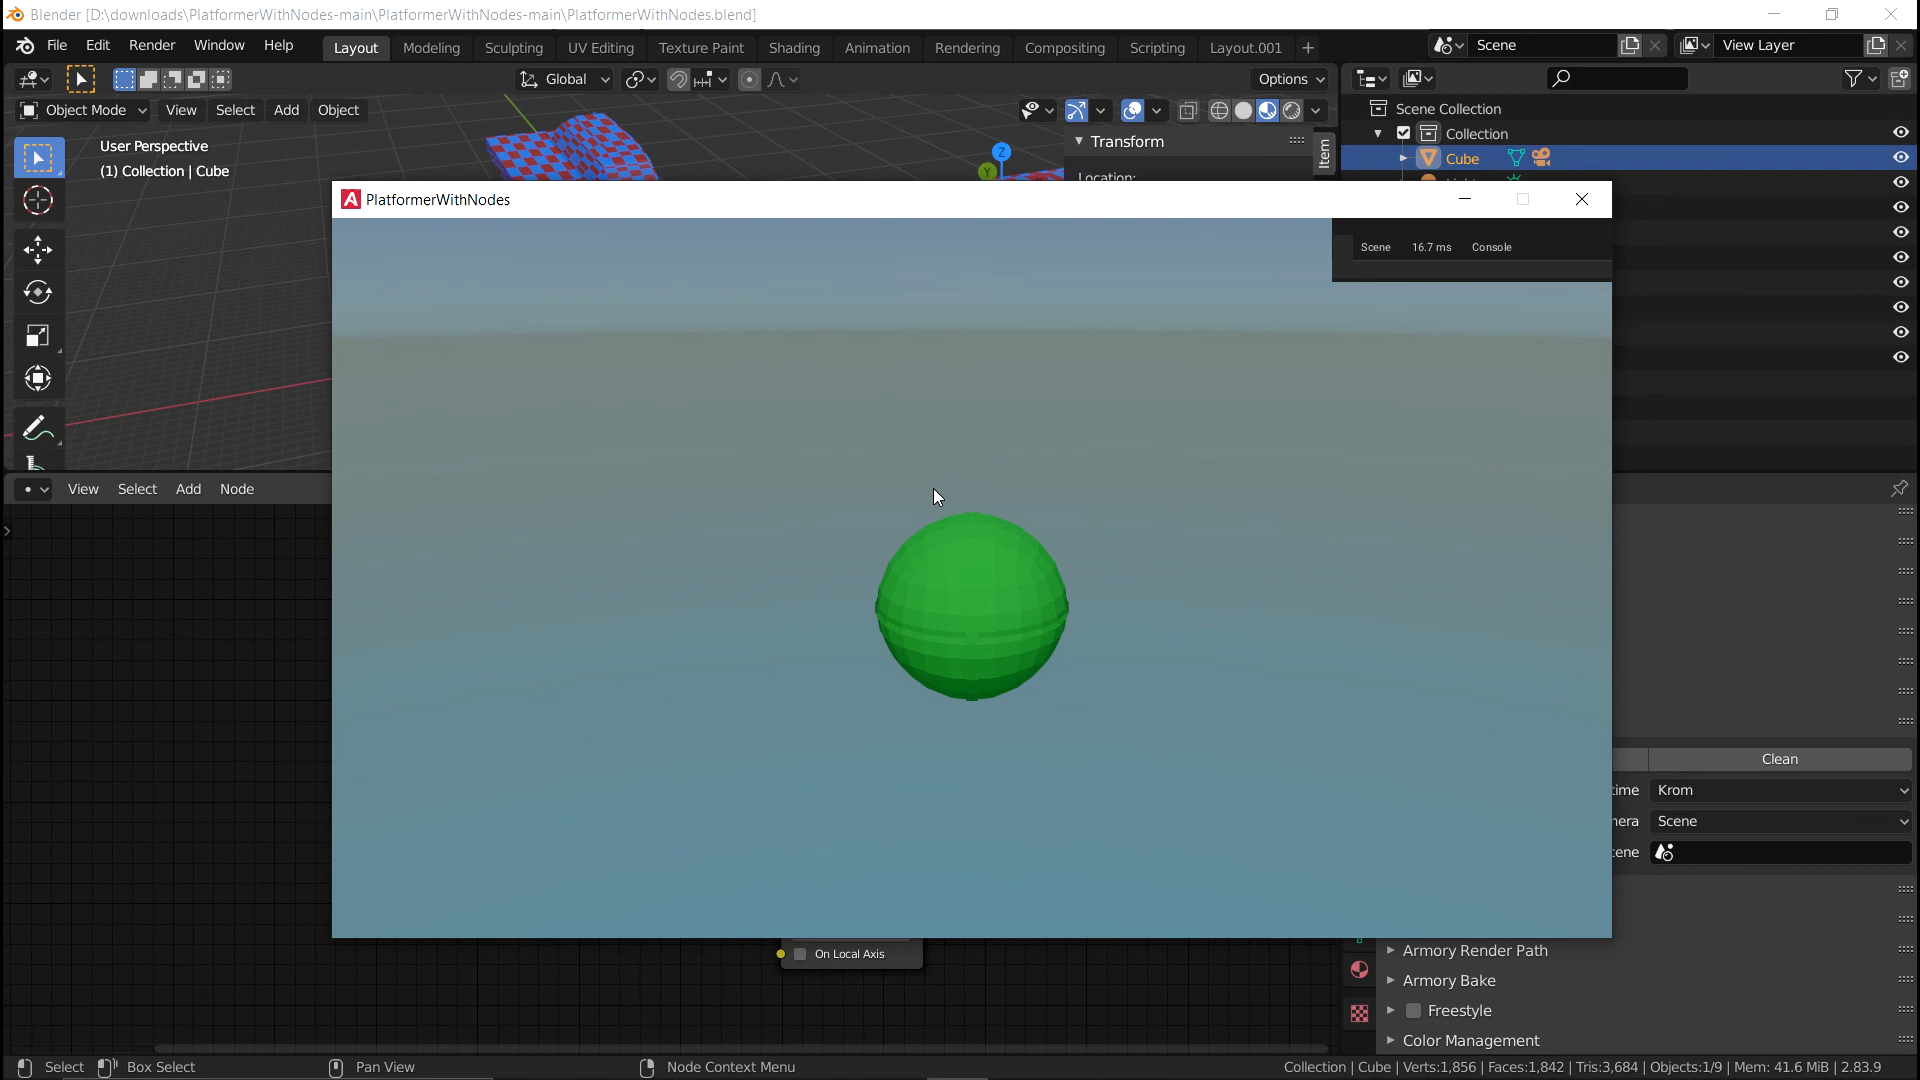 Blender [D:\downloads\PlatformerWithNodes-main\PlatformerWithNodes-main\PlatformerWithNodes.blend]
File Edit Render Window Help Layout Modeling Sculpting UV Editing Texture Paint Shading Animation Rendering Compositing Scripting Layout.001 + Scene View Layer
Global Options
Object Mode View Select Add Object
Scene Collection
User Perspective
Transform
Collection
(1) Collection | Cube
Z
Y
Item
Location:
Cube
PlatformerWithNodes
Scene 16.7 ms Console
View Select Add Node
Clean
Krom
Scene
On Local Axis
Armory Render Path
Armory Bake
Freestyle
Color Management
Select Box Select Pan View Node Context Menu Collection | Cube | Verts:1,856 | Faces:1,842 | Tris:3,684 | Objects:1/9 | Mem: 41.6 MiB | 2.83.9